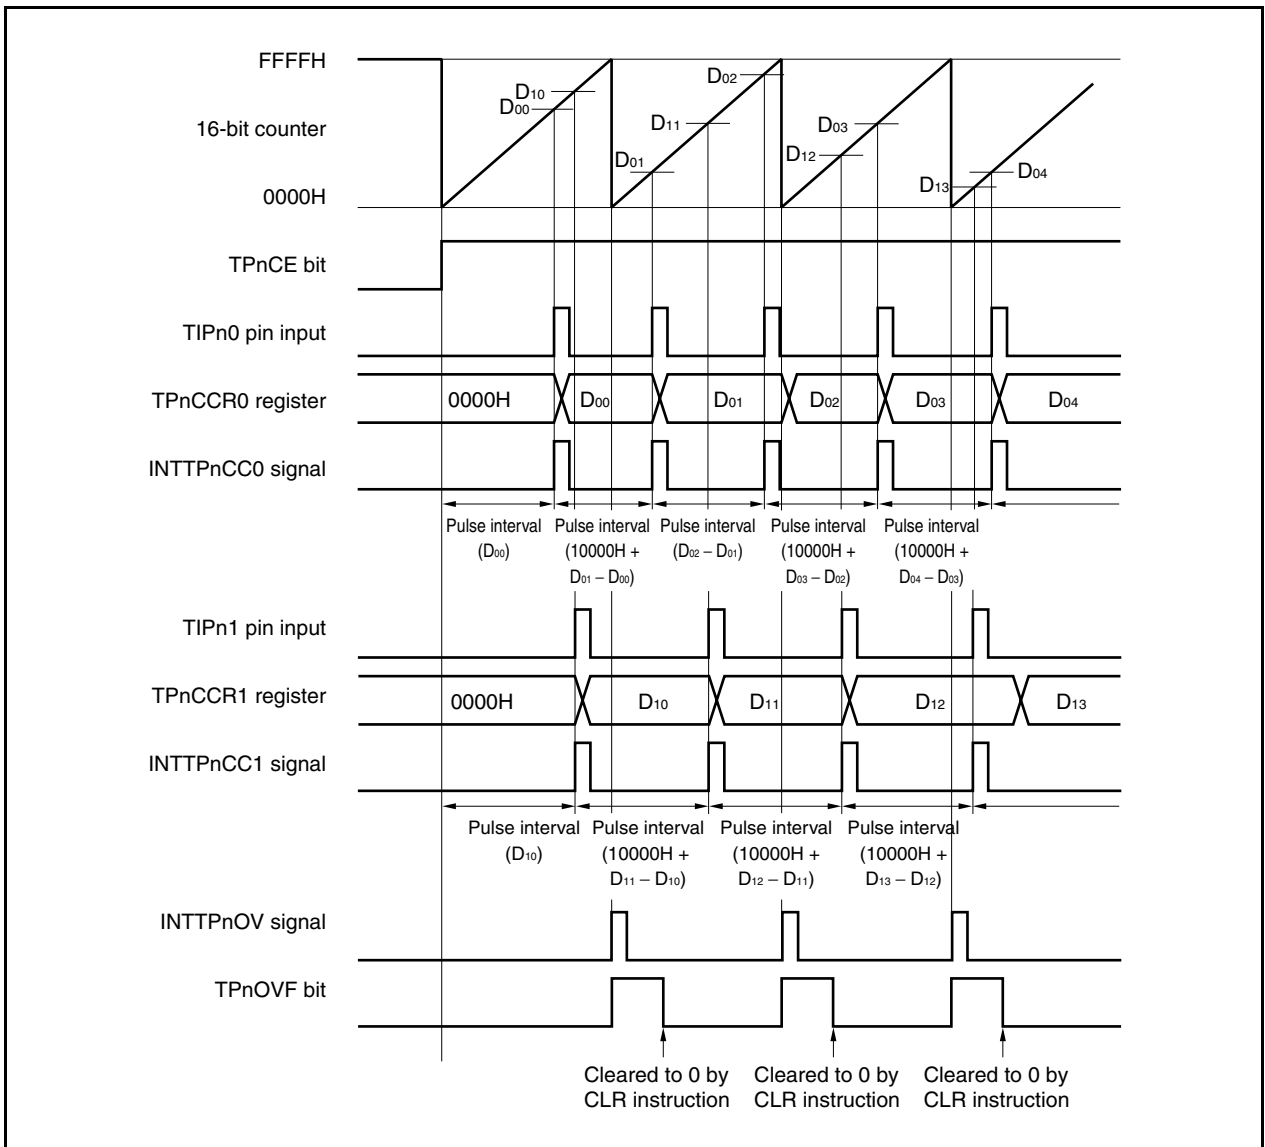 FFFFH
D10
D00
D02
16-bit counter
D11
D03
D01
D12
0000H
D13
D04
TPnCE bit
TIPn0 pin input
TPnCCR0 register
0000H
D00
D01
D02
D03
D04
INTTPnCC0 signal
Pulse interval
(D00)
Pulse interval
(10000H +
D01 – D00)
Pulse interval
(D02 – D01)
Pulse interval
(10000H +
D03 – D02)
Pulse interval
(10000H +
D04 – D03)
TIPn1 pin input
TPnCCR1 register
0000H
D10
D11
D12
D13
INTTPnCC1 signal
Pulse interval
(D10)
Pulse interval
(10000H +
D11 – D10)
Pulse interval
(10000H +
D12 – D11)
Pulse interval
(10000H +
D13 – D12)
INTTPnOV signal
TPnOVF bit
Cleared to 0 by
CLR instruction
Cleared to 0 by
CLR instruction
Cleared to 0 by
CLR instruction